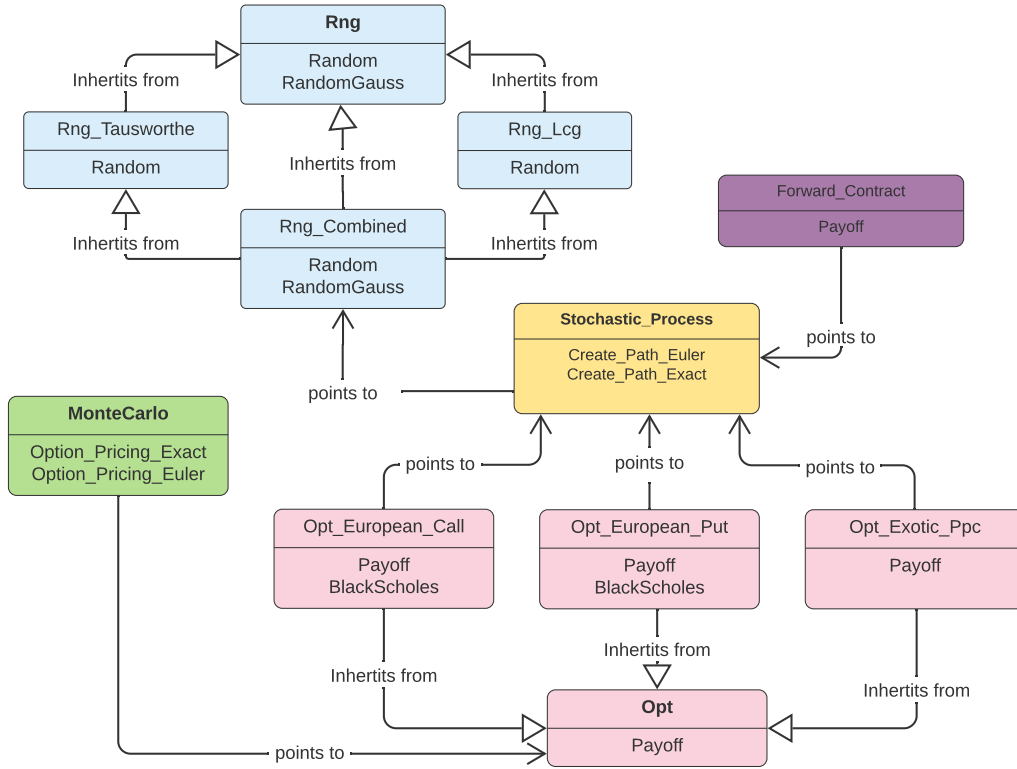 Rng
Random
RandomGauss
Inhertits from
Inhertits from
Rng_Tausworthe
Random
Rng_Lcg
Random
Inhertits from
Forward_Contract
Payoff
Inhertits from
Rng_Combined
Random
RandomGauss
Inhertits from
Stochastic_Process
Create_Path_Euler
Create_Path_Exact
points to
points to
MonteCarlo
Option_Pricing_Exact
Option_Pricing_Euler
points to
points to
points to
Opt_European_Call
Payoff
BlackScholes
Opt_European_Put
Payoff
BlackScholes
Opt_Exotic_Ppc
Payoff
Inhertits from
Inhertits from
Inhertits from
Opt
Payoff
points to